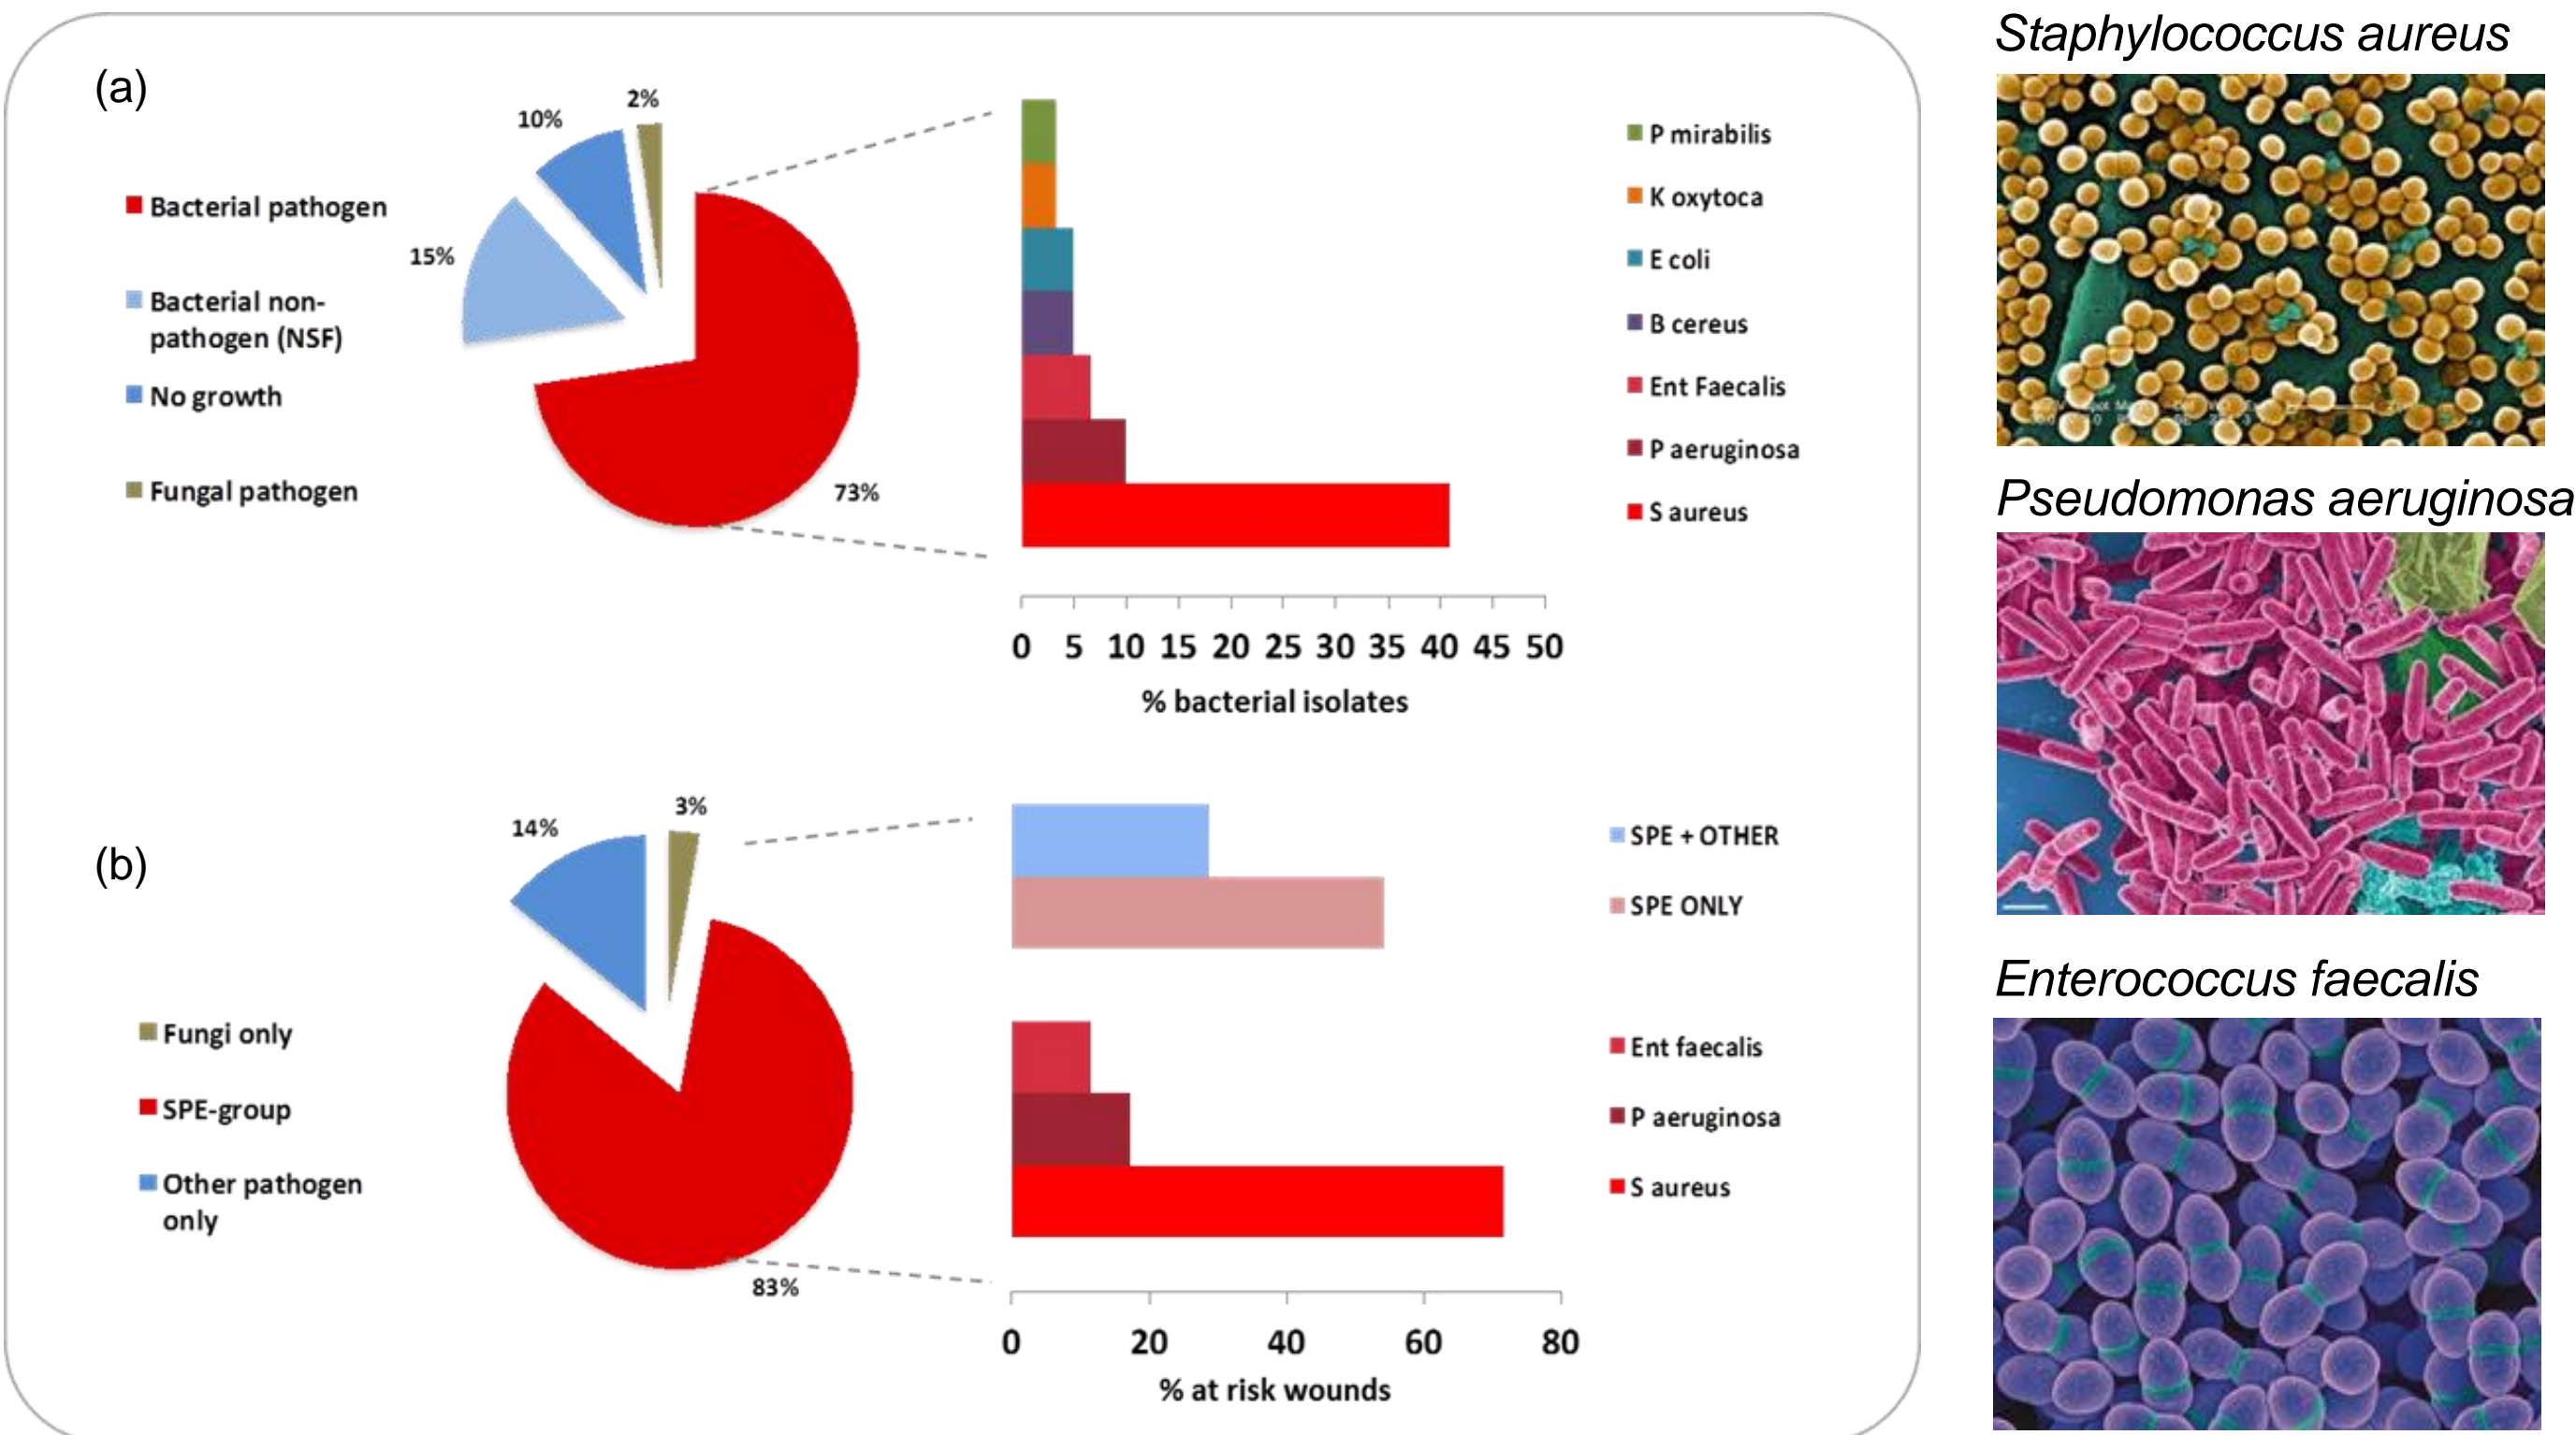 (a)
2%
10%
15%
73%
Bacterial pathogen
Bacterial non-
pathogen (NSF)
No growth
Fungal pathogen
P mirabilis
K oxytoca
E coli
B cereus
Ent Faecalis
P aeruginosa
S aureus
0 5 10 15 20 25 30 35 40 45 50
% bacterial isolates
(b)
3%
14%
83%
Fungi only
SPE-group
Other pathogen
only
SPE + OTHER
SPE ONLY
Ent faecalis
P aeruginosa
S aureus
0 20 40 60 80
% at risk wounds
Staphylococcus aureus
Pseudomonas aeruginosa
Enterococcus faecalis